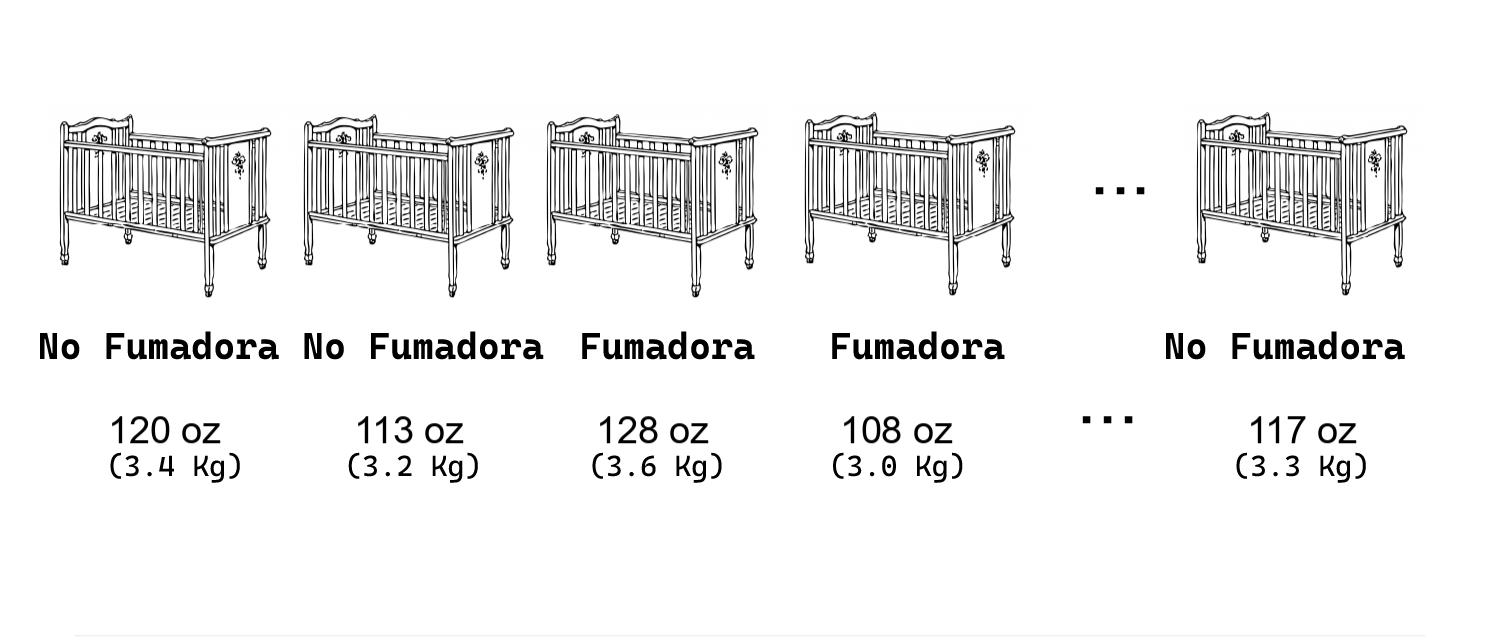 ...
No Fumadora No Fumadora Fumadora Fumadora No Fumadora
120 oz 113 oz 128 oz 108 oz ... 117 oz
(3.4 Kg) (3.2 Kg) (3.6 Kg) (3.0 Kg) (3.3 Kg)